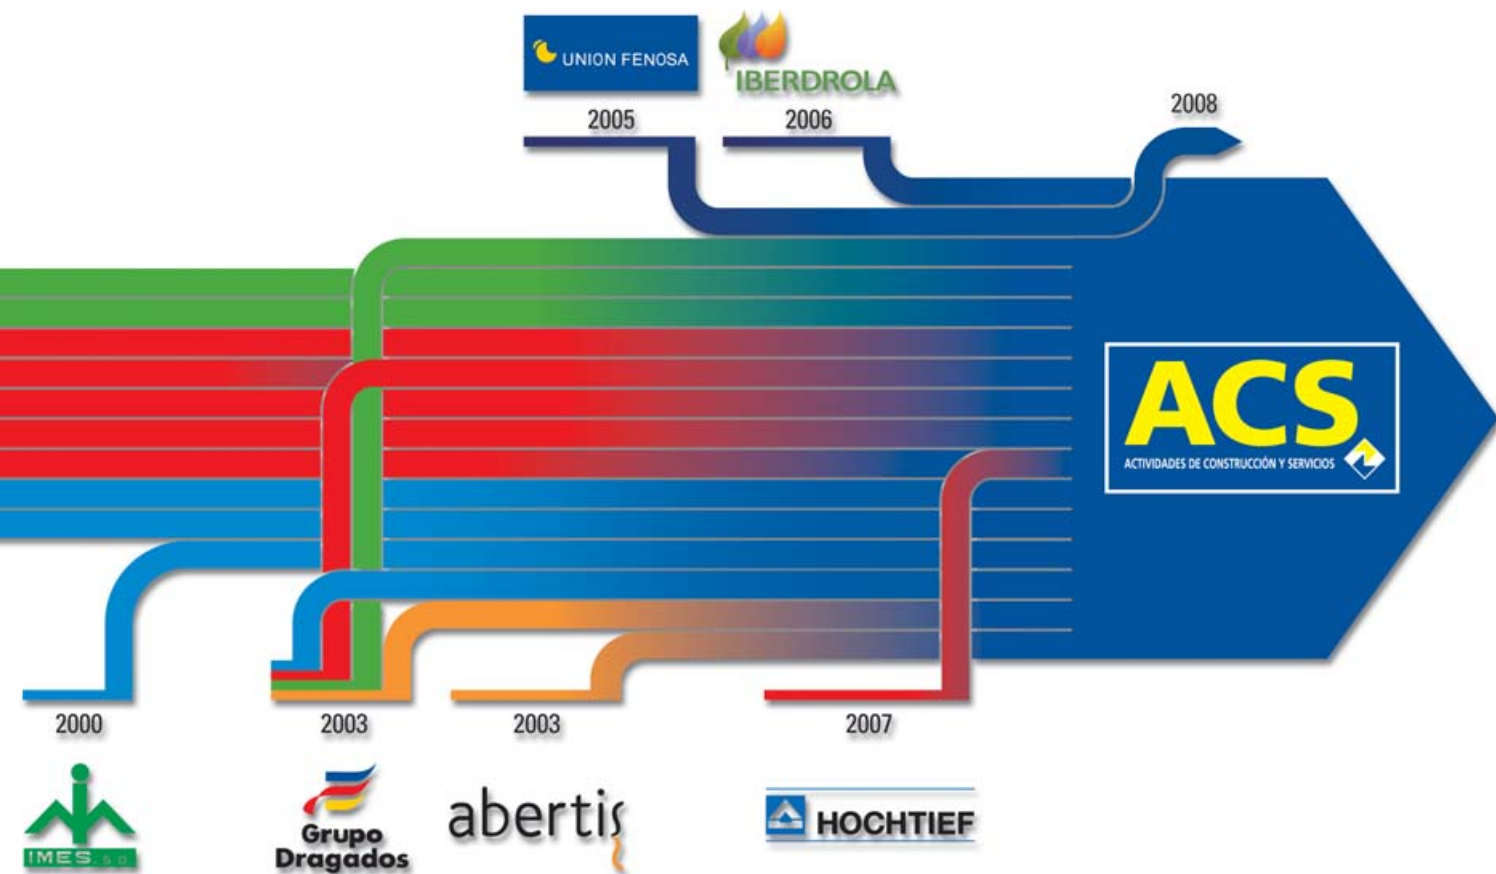 UNION FENOSA
IBERDROLA
2005
2006
2008
ACS
ACTIVIDADES DE CONSTRUCCIÓN Y SERVICIOS
2000
2003
2003
2007
IMES, S.A.
Grupo
Dragados
abertis
HOCHTIEF